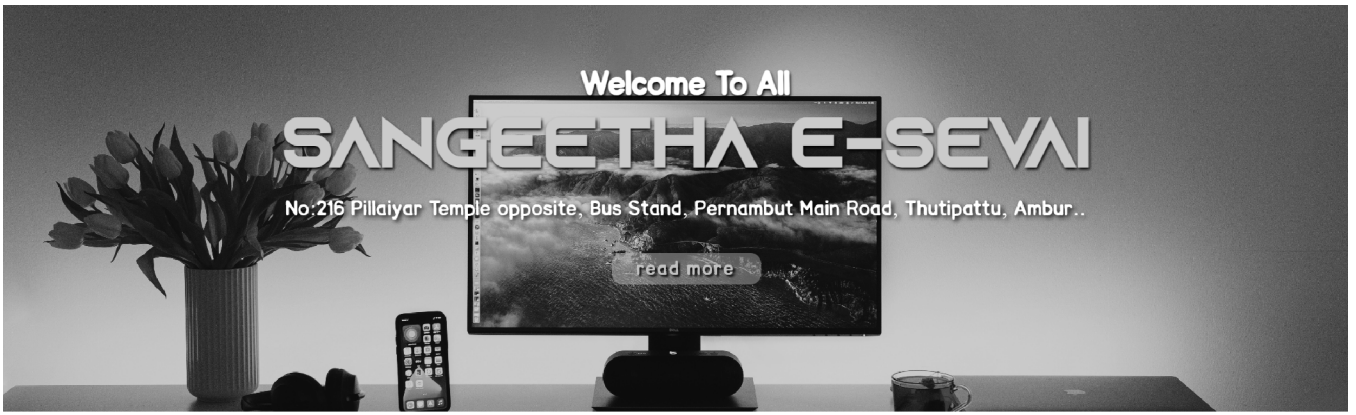 Welcome To All
SANGEETHA E-SEVAI
No:216 Pillaiyar Temple opposite, Bus Stand, Pernambut Main Road, Thutipattu, Ambur..
read more